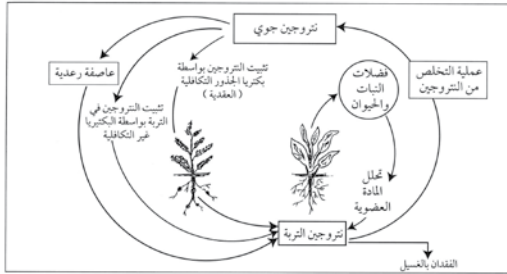 نتروجين جوي
عاصفة رعدية
تثبيت النتروجين بواسطة
بكتريا الجذور التكافلية
(العقدية)
تثبيت النتروجين في
التربة بواسطة البكتيريا
غير التكافلية
فضلات
النبات
والحيوان
عملية التخلص
من النتروجين
تحلل
المادة
العضوية
نتروجين التربة
الفقدان بالغسيل